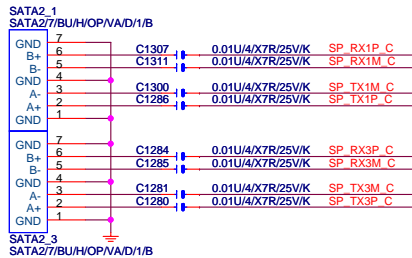 SATA2_1
SATA2/7/BU/H/OP/VA/D/1/B
GND 7
B+ 6 C1307 0.01U/4/X7R/25V/K SP_RX1P_C
B- 5 C1311 0.01U/4/X7R/25V/K SP_RX1M_C
GND 4
A- 3 C1300 0.01U/4/X7R/25V/K SP_TX1M_C
A+ 2 C1286 0.01U/4/X7R/25V/K SP_TX1P_C
GND 1
GND 7
B+ 6 C1284 0.01U/4/X7R/25V/K SP_RX3P_C
B- 5 C1285 0.01U/4/X7R/25V/K SP_RX3M_C
GND 4
A- 3 C1281 0.01U/4/X7R/25V/K SP_TX3M_C
A+ 2 C1280 0.01U/4/X7R/25V/K SP_TX3P_C
GND 1
SATA2_3
SATA2/7/BU/H/OP/VA/D/1/B